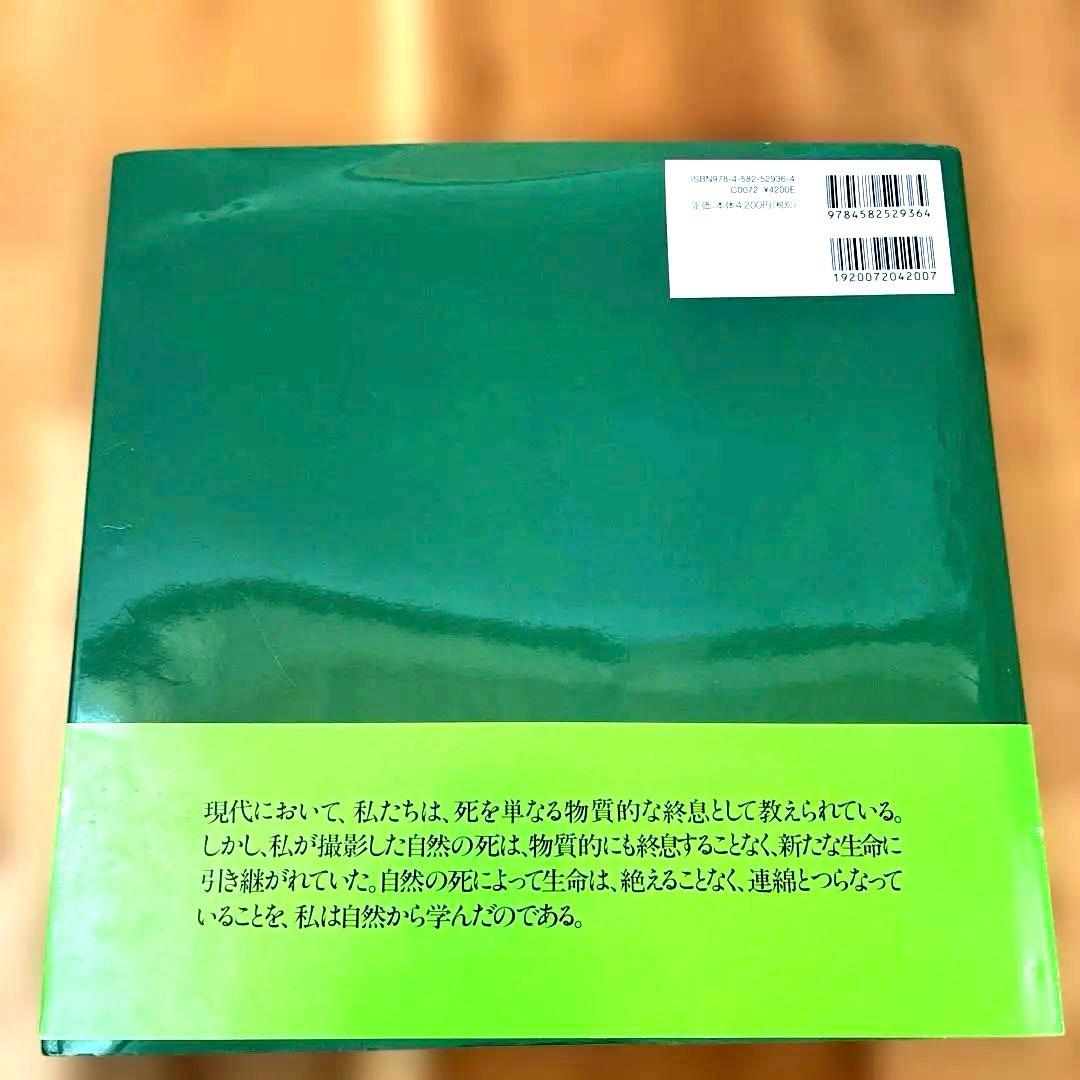 ISBN978-4-582-52936-4
C0072 ¥4200E
定価:本体4,200円(税別)
9784582529364
1920072042007
現代において、私たちは、死を単なる物質的な終息として教えられている。
しかし、私が撮影した自然の死は、物質的にも終息することなく、新たな生命に
引き継がれていた。自然の死によって生命は、絶えることなく、連綿とつらなって
いることを、私は自然から学んだのである。